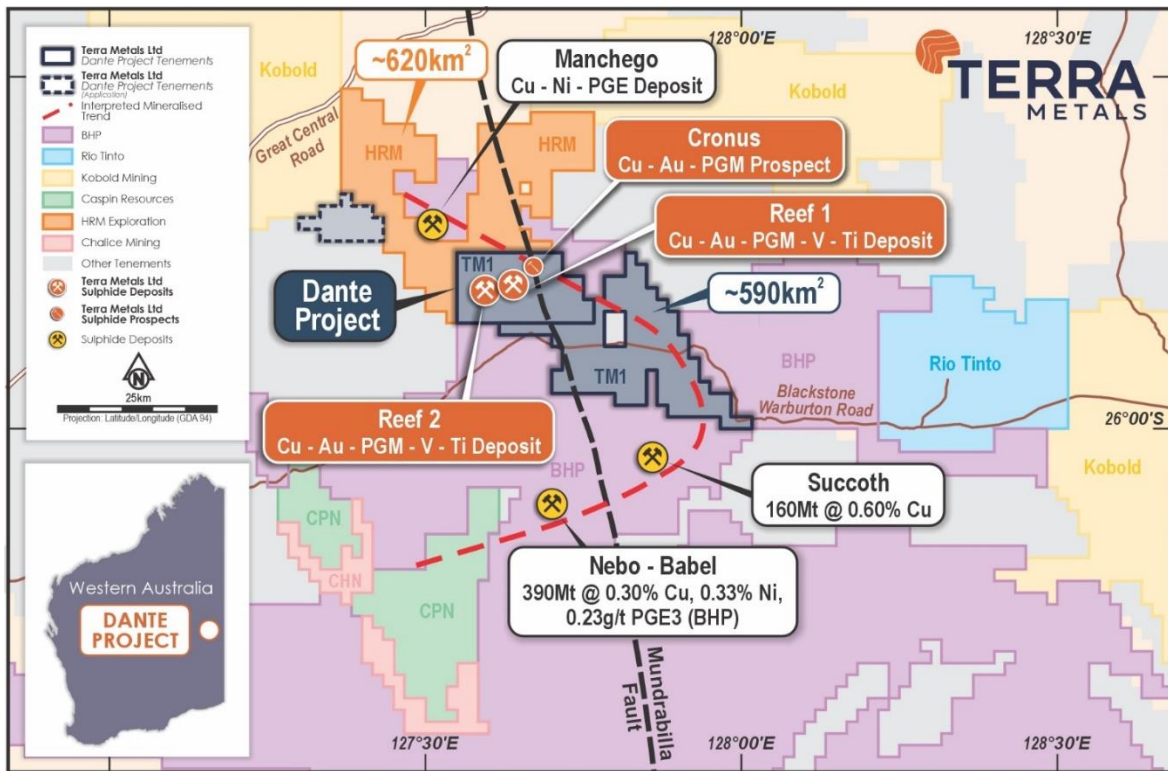 127°30'E
128°00'E
128°30'E
TERRA
METALS
Terra Metals Ltd
Dante Project Tenements
Terra Metals Ltd
Dante Project Tenements
(Application)
Interpreted Mineralised
Trend
BHP
Rio Tinto
Kobold Mining
Caspin Resources
HRM Exploration
Chalice Mining
Other Tenements
Terra Metals Ltd
Sulphide Deposits
Terra Metals Ltd
Sulphide Prospects
Sulphide Deposits
N
25km
Projection: Latitude/Longitude (GDA 94)
Kobold
~620km²
Manchego
Cu - Ni - PGE Deposit
Kobold
Great Central
Road
HRM
HRM
Cronus
Cu - Au - PGM Prospect
Reef 1
Cu - Au - PGM - V - Ti Deposit
TM1
Dante
Project
~590km²
BHP
Rio Tinto
TM1
Blackstone
Warburton Road
Reef 2
Cu - Au - PGM - V - Ti Deposit
26°00'S
BHP
Kobold
Succoth
160Mt @ 0.60% Cu
CPN
CHN
CPN
Nebo - Babel
390Mt @ 0.30% Cu, 0.33% Ni,
0.23g/t PGE3 (BHP)
Western Australia
DANTE
PROJECT
Mundrabilla
Fault
127°30'E
128°00'E
128°30'E